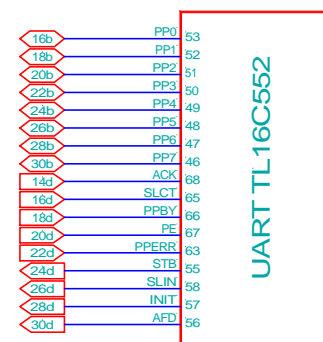 16b PP0 53
18b PP1 52
20b PP2 51
22b PP3 50
24b PP4 49
26b PP5 48
28b PP6 47
30b PP7 46
14d ACK 68
16d SLCT 65
18d PPBY 66
20d PE 67
22d PPERR 63
24d STB 55
26d SLIN 58
28d INIT 57
30d AFD 56
UART TL16C552